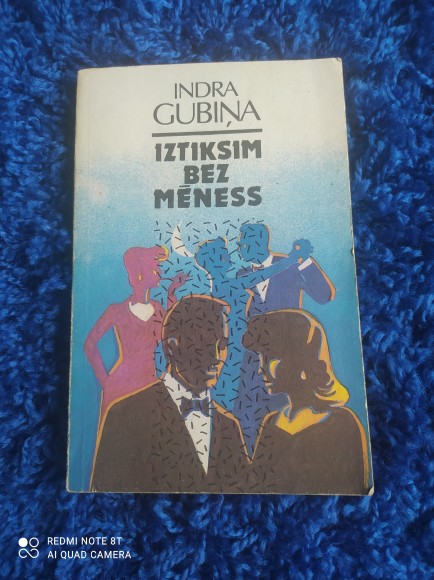 INDRA
GUBIŅA
IZTIKSIM
BEZ
MĒNESS
REDMI NOTE 8T
AI QUAD CAMERA